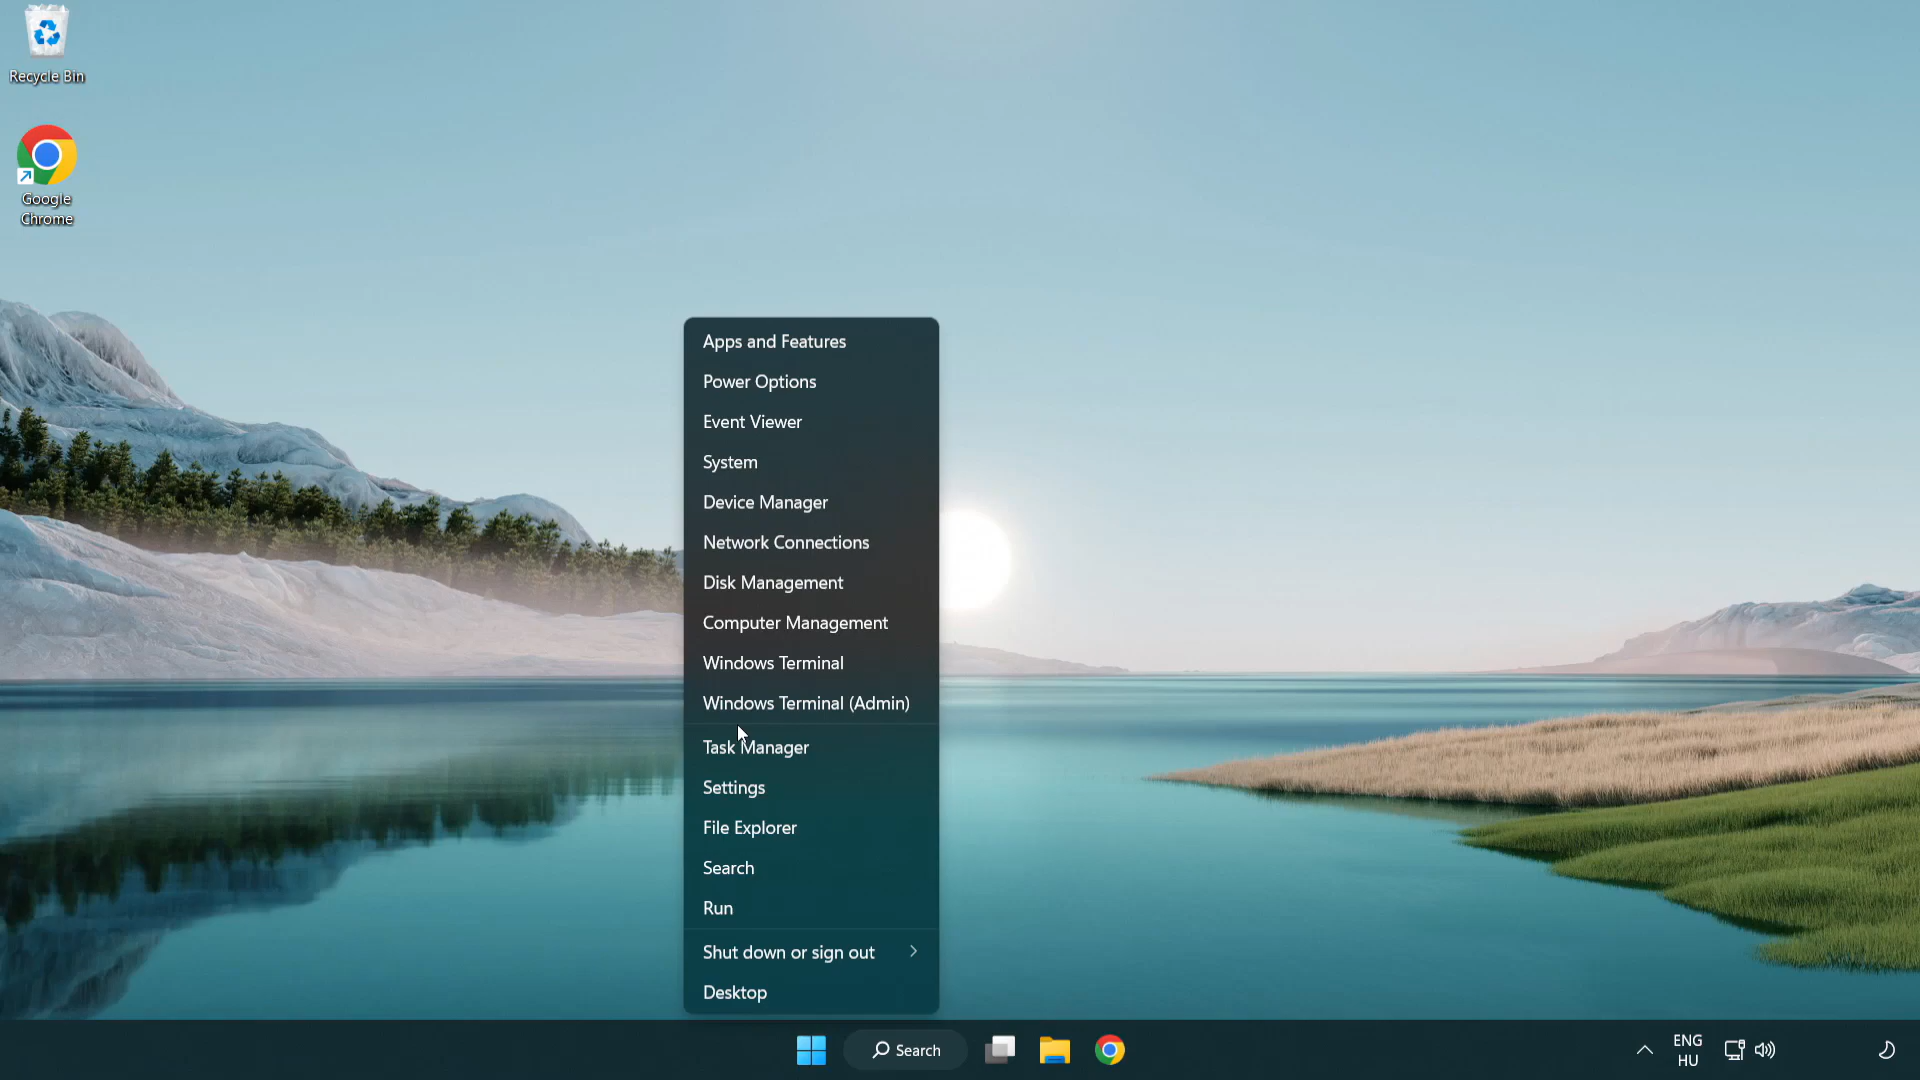 Recycle Bin
Google
Chrome
Apps and Features
Power Options
Event Viewer
System
Device Manager
Network Connections
Disk Management
Computer Management
Windows Terminal
Windows Terminal (Admin)
Task Manager
Settings
File Explorer
Search
Run
Shut down or sign out
Desktop
Search
ENG
HU